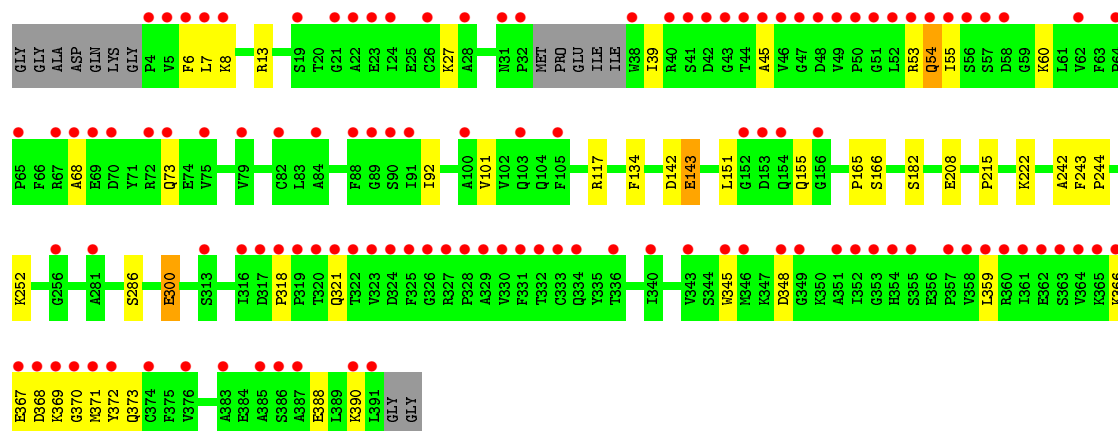 GLY GLY ALA ASP GLN LYS GLY P4 V5 F6 L7 K8 R13 S19 T20 G21 A22 E23 I24 E25 C26 K27 A28 N31 P32 MET PRO GLU ILE ILE W38 I39 R40 S41 D42 G43 T44 A45 V46 G47 D48 V49 P50 G51 L52 R53 Q54 I55 S56 S57 D58 G59 K60 L61 V62 F63 P64
P65 F66 R67 A68 E69 D70 Y71 R72 Q73 E74 V75 V79 C82 L83 A84 F88 G89 S90 I91 I92 A100 V101 V102 Q103 Q104 F105 R117 F134 D142 E143 L151 G152 D153 Q154 Q155 G156 P165 S166 S182 E208 P215 K222 A242 F243 P244
K252 G256 A281 S286 E300 S313 I316 D317 P318 P319 T320 Q321 T322 V323 D324 F325 G326 R327 P328 A329 V330 F331 T332 C333 Q334 Y335 T336 I340 V343 S344 W345 M346 K347 D348 G349 K350 A351 I352 G353 H354 S355 E356 P357 V358 L359 R360 I361 E362 S363 V364 K365 K366
E367 D368 K369 G370 M371 Y372 Q373 C374 F375 V376 A383 E384 A385 S386 A387 E388 L389 K390 L391 GLY GLY